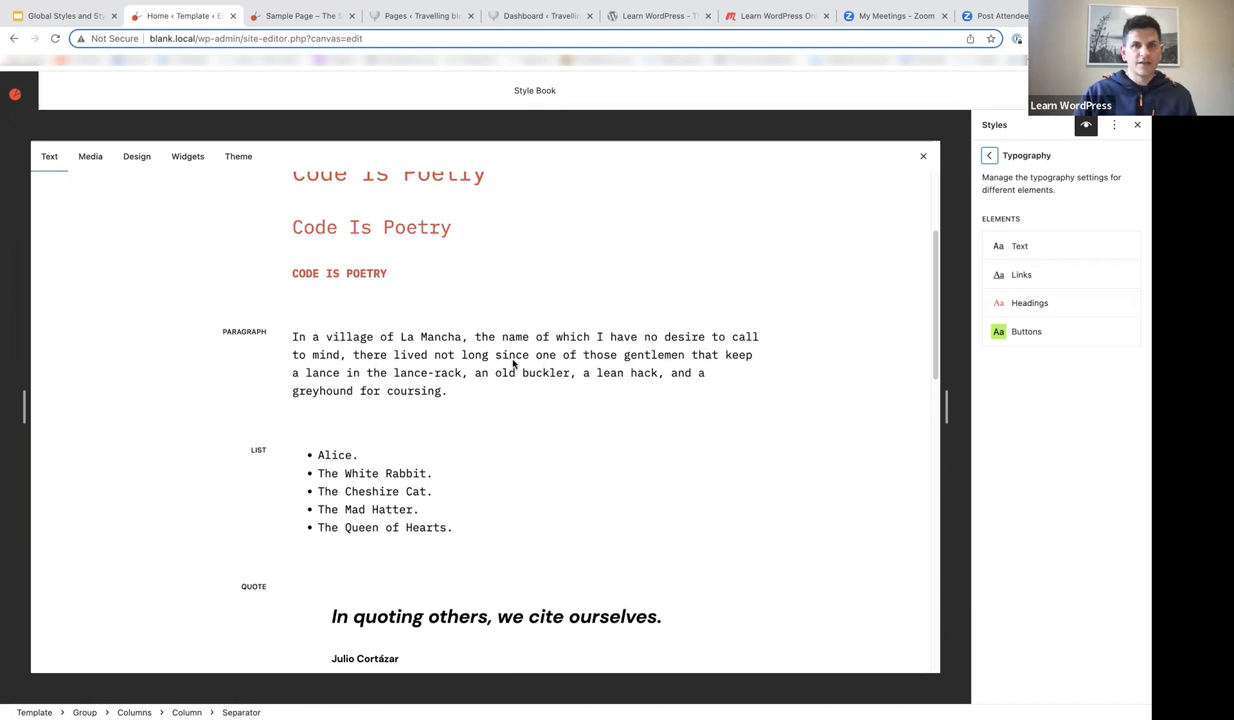 Global Styles and Sty
Home ‹ Template ‹ E
Sample Page – The S
Pages ‹ Travelling bl
Dashboard ‹ Travellin
Learn WordPress – T
Learn WordPress On
My Meetings - Zoom
Post Attendee
Not Secure
blank.local/wp-admin/site-editor.php?canvas=edit
Style Book
Learn WordPress
Styles
Text
Media
Design
Widgets
Theme
Typography
Manage the typography settings for
different elements.
ELEMENTS
Aa Text
Aa Links
Aa Headings
Aa Buttons
Code Is Poetry
Code Is Poetry
CODE IS POETRY
PARAGRAPH
In a village of La Mancha, the name of which I have no desire to call
to mind, there lived not long since one of those gentlemen that keep
a lance in the lance-rack, an old buckler, a lean hack, and a
greyhound for coursing.
LIST
• Alice.
• The White Rabbit.
• The Cheshire Cat.
• The Mad Hatter.
• The Queen of Hearts.
QUOTE
In quoting others, we cite ourselves.
Julio Cortázar
Template > Group > Columns > Column > Separator